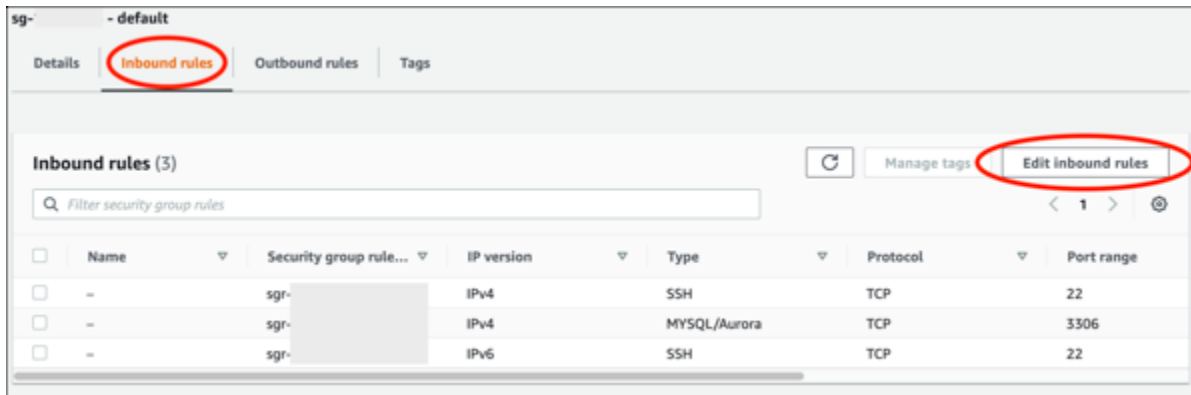 sg- - default
Details Inbound rules Outbound rules Tags
Inbound rules (3) Manage tags Edit inbound rules
Filter security group rules 1
Name Security group rule... IP version Type Protocol Port range
– sgr- IPv4 SSH TCP 22
– sgr- IPv4 MYSQL/Aurora TCP 3306
– sgr- IPv6 SSH TCP 22